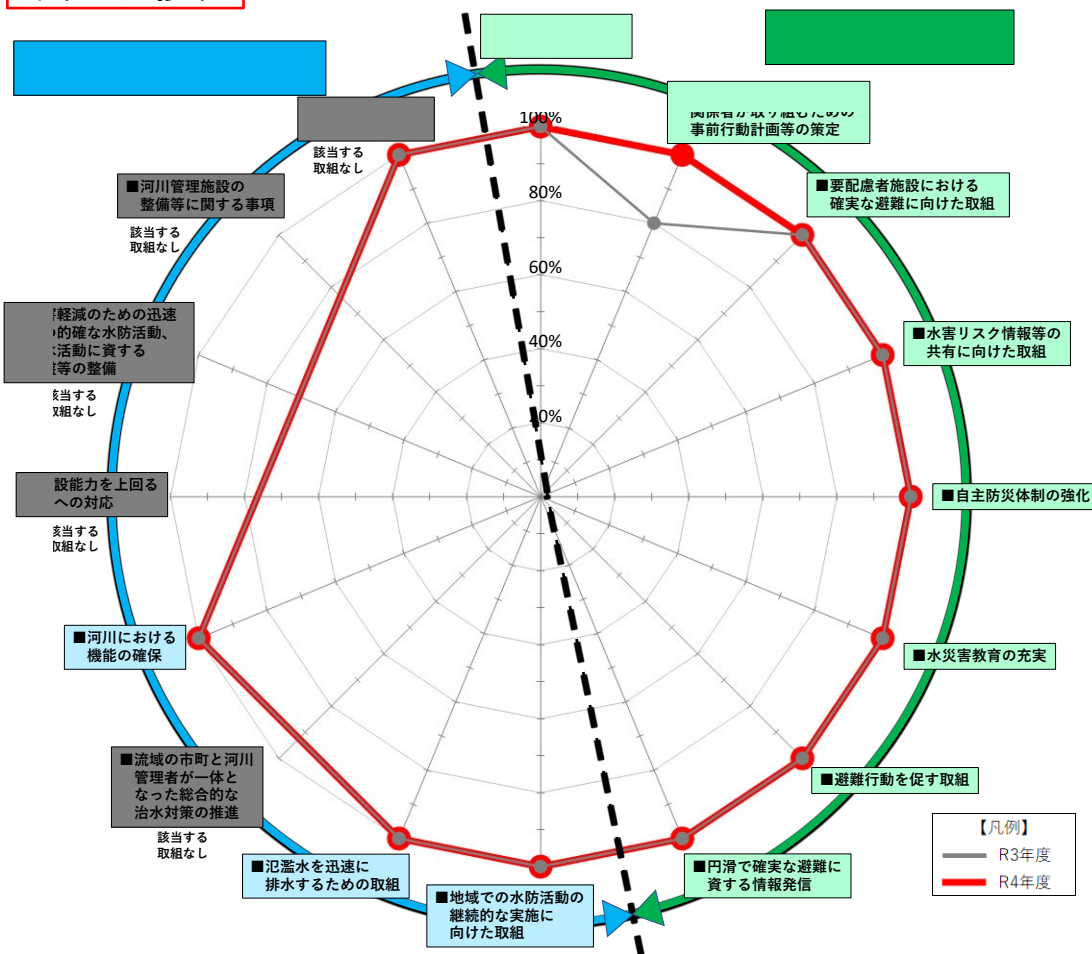 100%
80%
60%
40%
事前行動計画等の策定
■要配慮者施設における
確実な避難に向けた取組
■水害リスク情報等の
共有に向けた取組
■自主防災体制の強化
■水災害教育の充実
■避難行動を促す取組
■円滑で確実な避難に
資する情報発信
■地域での水防活動の
継続的な実施に
向けた取組
■氾濫水を迅速に
排水するための取組
■流域の市町と河川
管理者が一体と
なった総合的な
治水対策の推進
該当する
取組なし
■河川における
機能の確保
設能力を上回る
への対応
該当する
取組なし
軽減のための迅速
的確な水防活動、
活動に資する
等の整備
該当する
取組なし
■河川管理施設の
整備等に関する事項
該当する
取組なし
該当する
取組なし
【凡例】
R3年度
R4年度